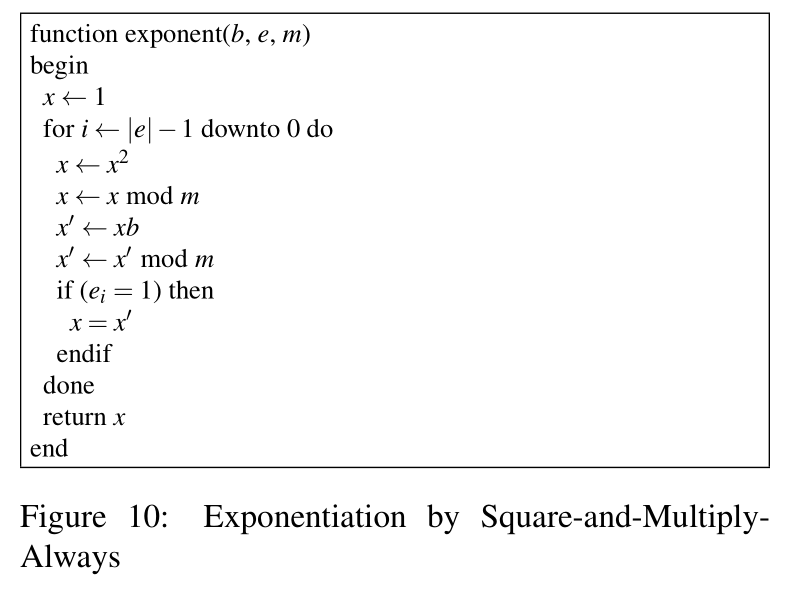 function exponent(b, e, m)
begin
x ← 1
for i ← |e| − 1 downto 0 do
x ← x²
x ← x mod m
x′ ← xb
x′ ← x′ mod m
if (eᵢ = 1) then
x = x′
endif
done
return x
end
Figure 10: Exponentiation by Square-and-Multiply-
Always